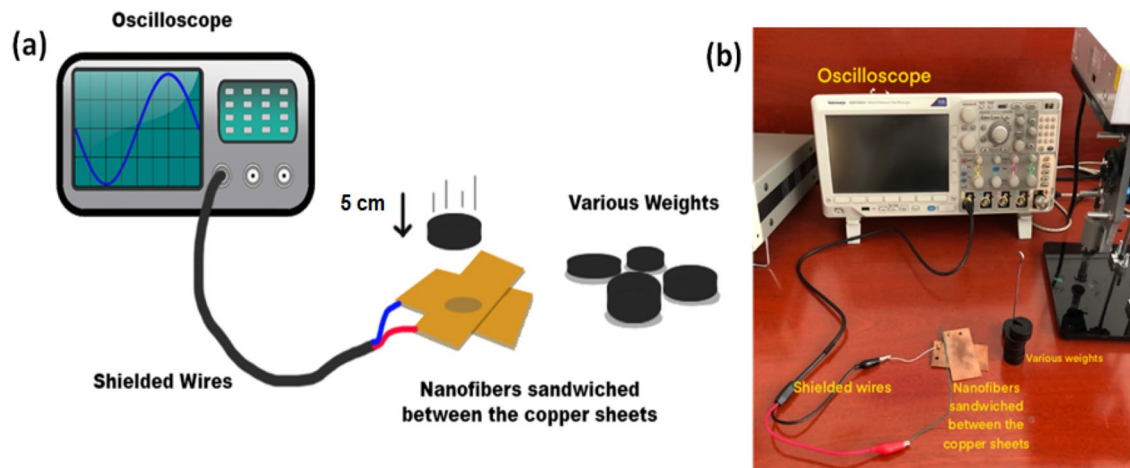 (a)
Oscilloscope
5 cm
Various Weights
Shielded Wires
Nanofibers sandwiched
between the copper sheets
(b)
Oscilloscope
Tektronix
Various weights
Shielded wires
Nanofibers
sandwiched
between the
copper sheets